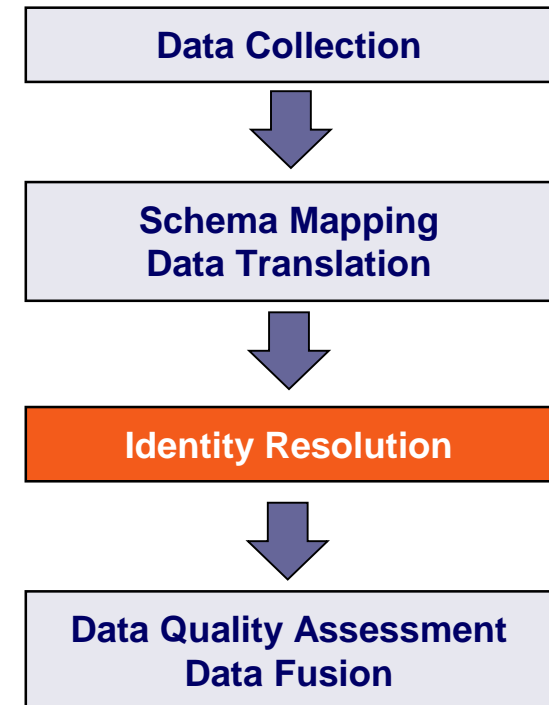 Data Collection
Schema Mapping
Data Translation
Identity Resolution
Data Quality Assessment
Data Fusion